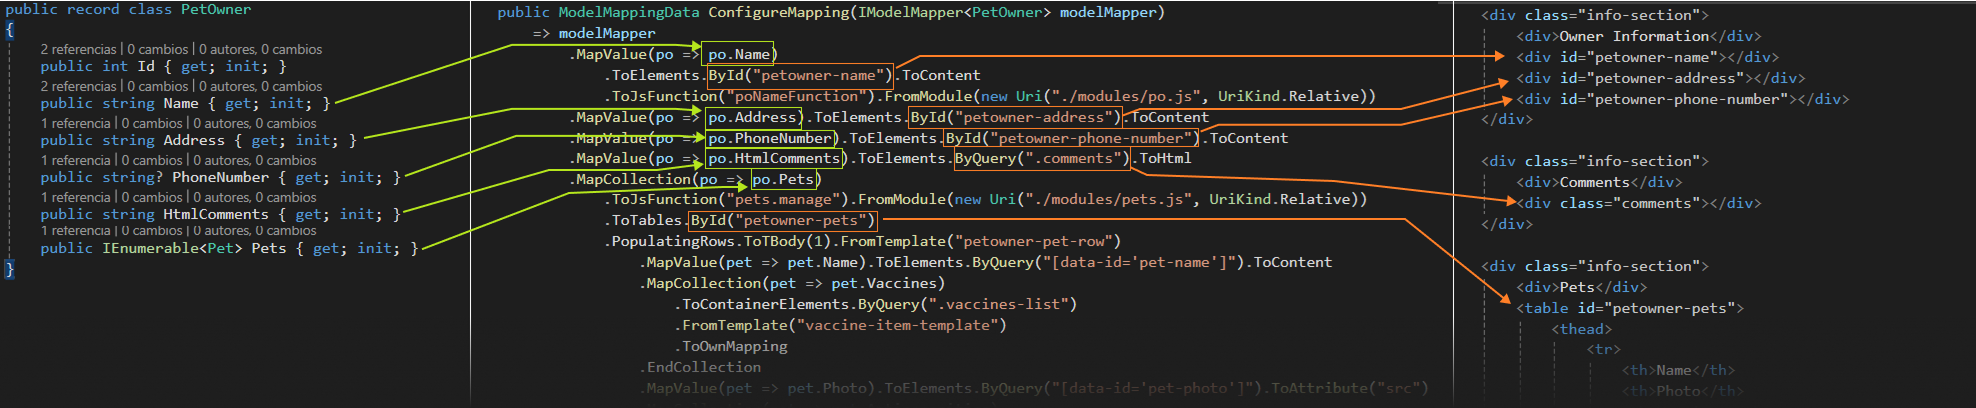 public record class PetOwner
{
2 referencias | 0 cambios | 0 autores, 0 cambios
public int Id { get; init; }
2 referencias | 0 cambios | 0 autores, 0 cambios
public string Name { get; init; }
1 referencia | 0 cambios | 0 autores, 0 cambios
public string Address { get; init; }
1 referencia | 0 cambios | 0 autores, 0 cambios
public string? PhoneNumber { get; init; }
1 referencia | 0 cambios | 0 autores, 0 cambios
public string HtmlComments { get; init; }
1 referencia | 0 cambios | 0 autores, 0 cambios
public IEnumerable<Pet> Pets { get; init; }
}
public ModelMappingData ConfigureMapping(IModelMapper<PetOwner> modelMapper)
=> modelMapper
.MapValue(po => po.Name)
.ToElements.ById("petowner-name").ToContent
.ToJsFunction("poNameFunction").FromModule(new Uri("./modules/po.js", UriKind.Relative))
.MapValue(po => po.Address).ToElements.ById("petowner-address").ToContent
.MapValue(po => po.PhoneNumber).ToElements.ById("petowner-phone-number").ToContent
.MapValue(po => po.HtmlComments).ToElements.ByQuery(".comments").ToHtml
.MapCollection(po => po.Pets)
.ToJsFunction("pets.manage").FromModule(new Uri("./modules/pets.js", UriKind.Relative))
.ToTables.ById("petowner-pets")
.PopulatingRows.ToTBody(1).FromTemplate("petowner-pet-row")
.MapValue(pet => pet.Name).ToElements.ByQuery("[data-id='pet-name']").ToContent
.MapCollection(pet => pet.Vaccines)
.ToContainerElements.ByQuery(".vaccines-list")
.FromTemplate("vaccine-item-template")
.ToOwnMapping
.EndCollection
.MapValue(pet => pet.Photo).ToElements.ByQuery("[data-id='pet-photo']").ToAttribute("src")
<div class="info-section">
<div>Owner Information</div>
<div id="petowner-name"></div>
<div id="petowner-address"></div>
<div id="petowner-phone-number"></div>
</div>
<div class="info-section">
<div>Comments</div>
<div class="comments"></div>
</div>
<div class="info-section">
<div>Pets</div>
<table id="petowner-pets">
<thead>
<tr>
<th>Name</th>
<th>Photo</th>